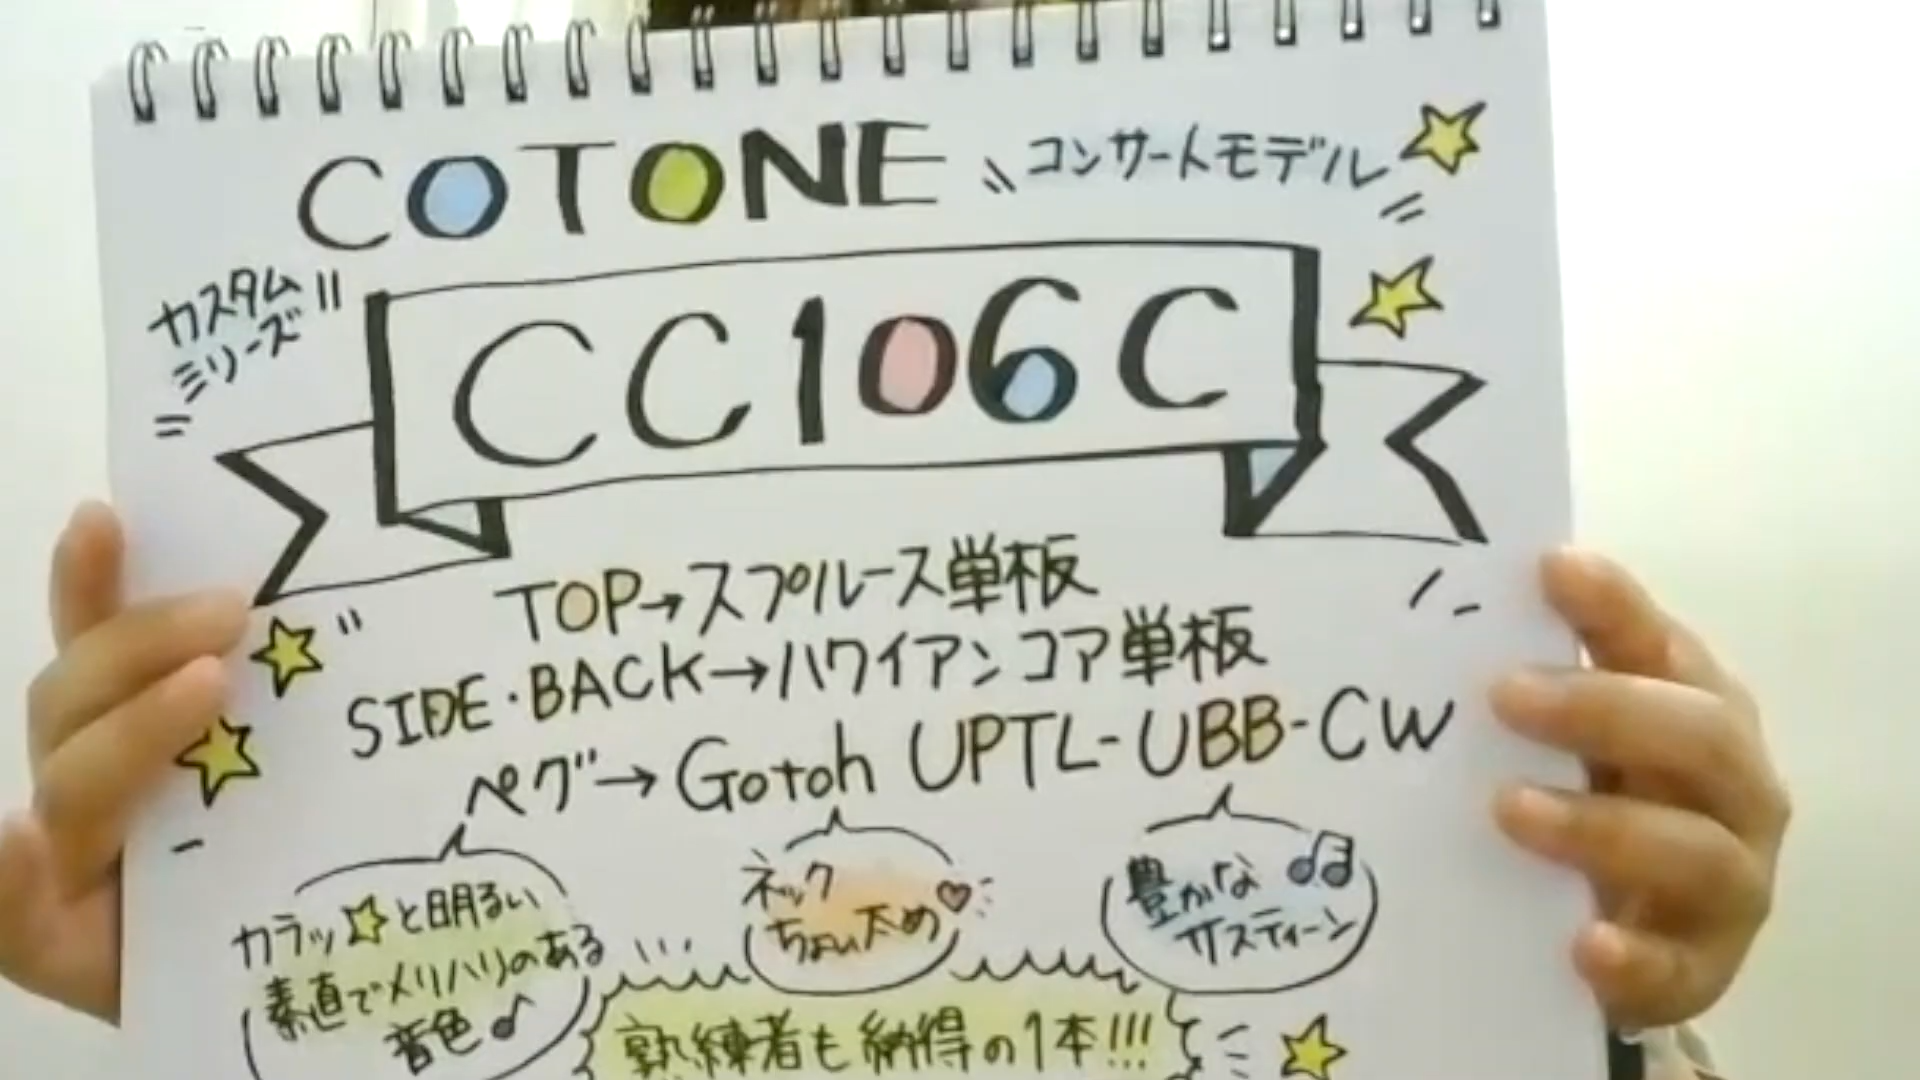 COTONE
コンサートモデル
カスタム
シリーズ
CC106C
TOP→スプルース単板
SIDE・BACK→ハワイアンコア単板
ペグ→Gotoh UPTL-UBB-CW
カラッ☆と明るい
素直でメリハリのある
音色♪
ネック
ちょい太め♡
豊かな♫
サスティーン
熟練者も納得の1本!!!